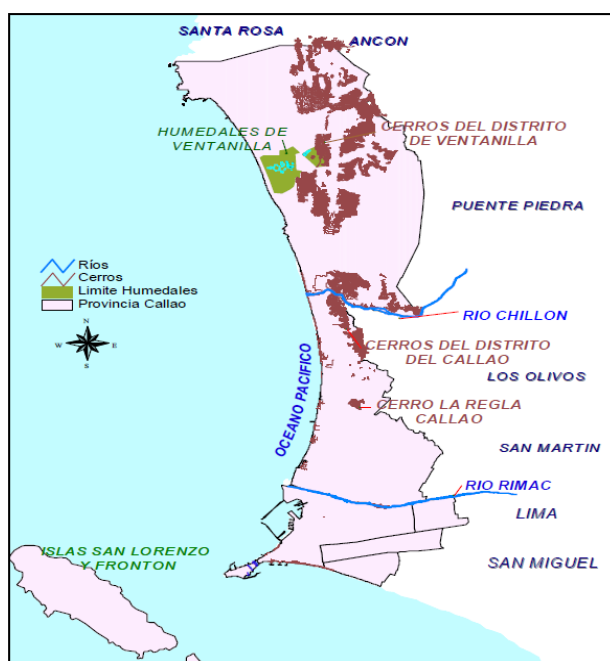 SANTA ROSA
ANCON
HUMEDALES DE
VENTANILLA
CERROS DEL DISTRITO
DE VENTANILLA
PUENTE PIEDRA
Ríos
Cerros
Limite Humedales
Provincia Callao
N
W
E
S
RIO CHILLON
CERROS DEL DISTRITO
DEL CALLAO
LOS OLIVOS
OCEANO PACIFICO
CERRO LA REGLA
CALLAO
SAN MARTIN
RIO RIMAC
LIMA
ISLAS SAN LORENZO
Y FRONTON
SAN MIGUEL